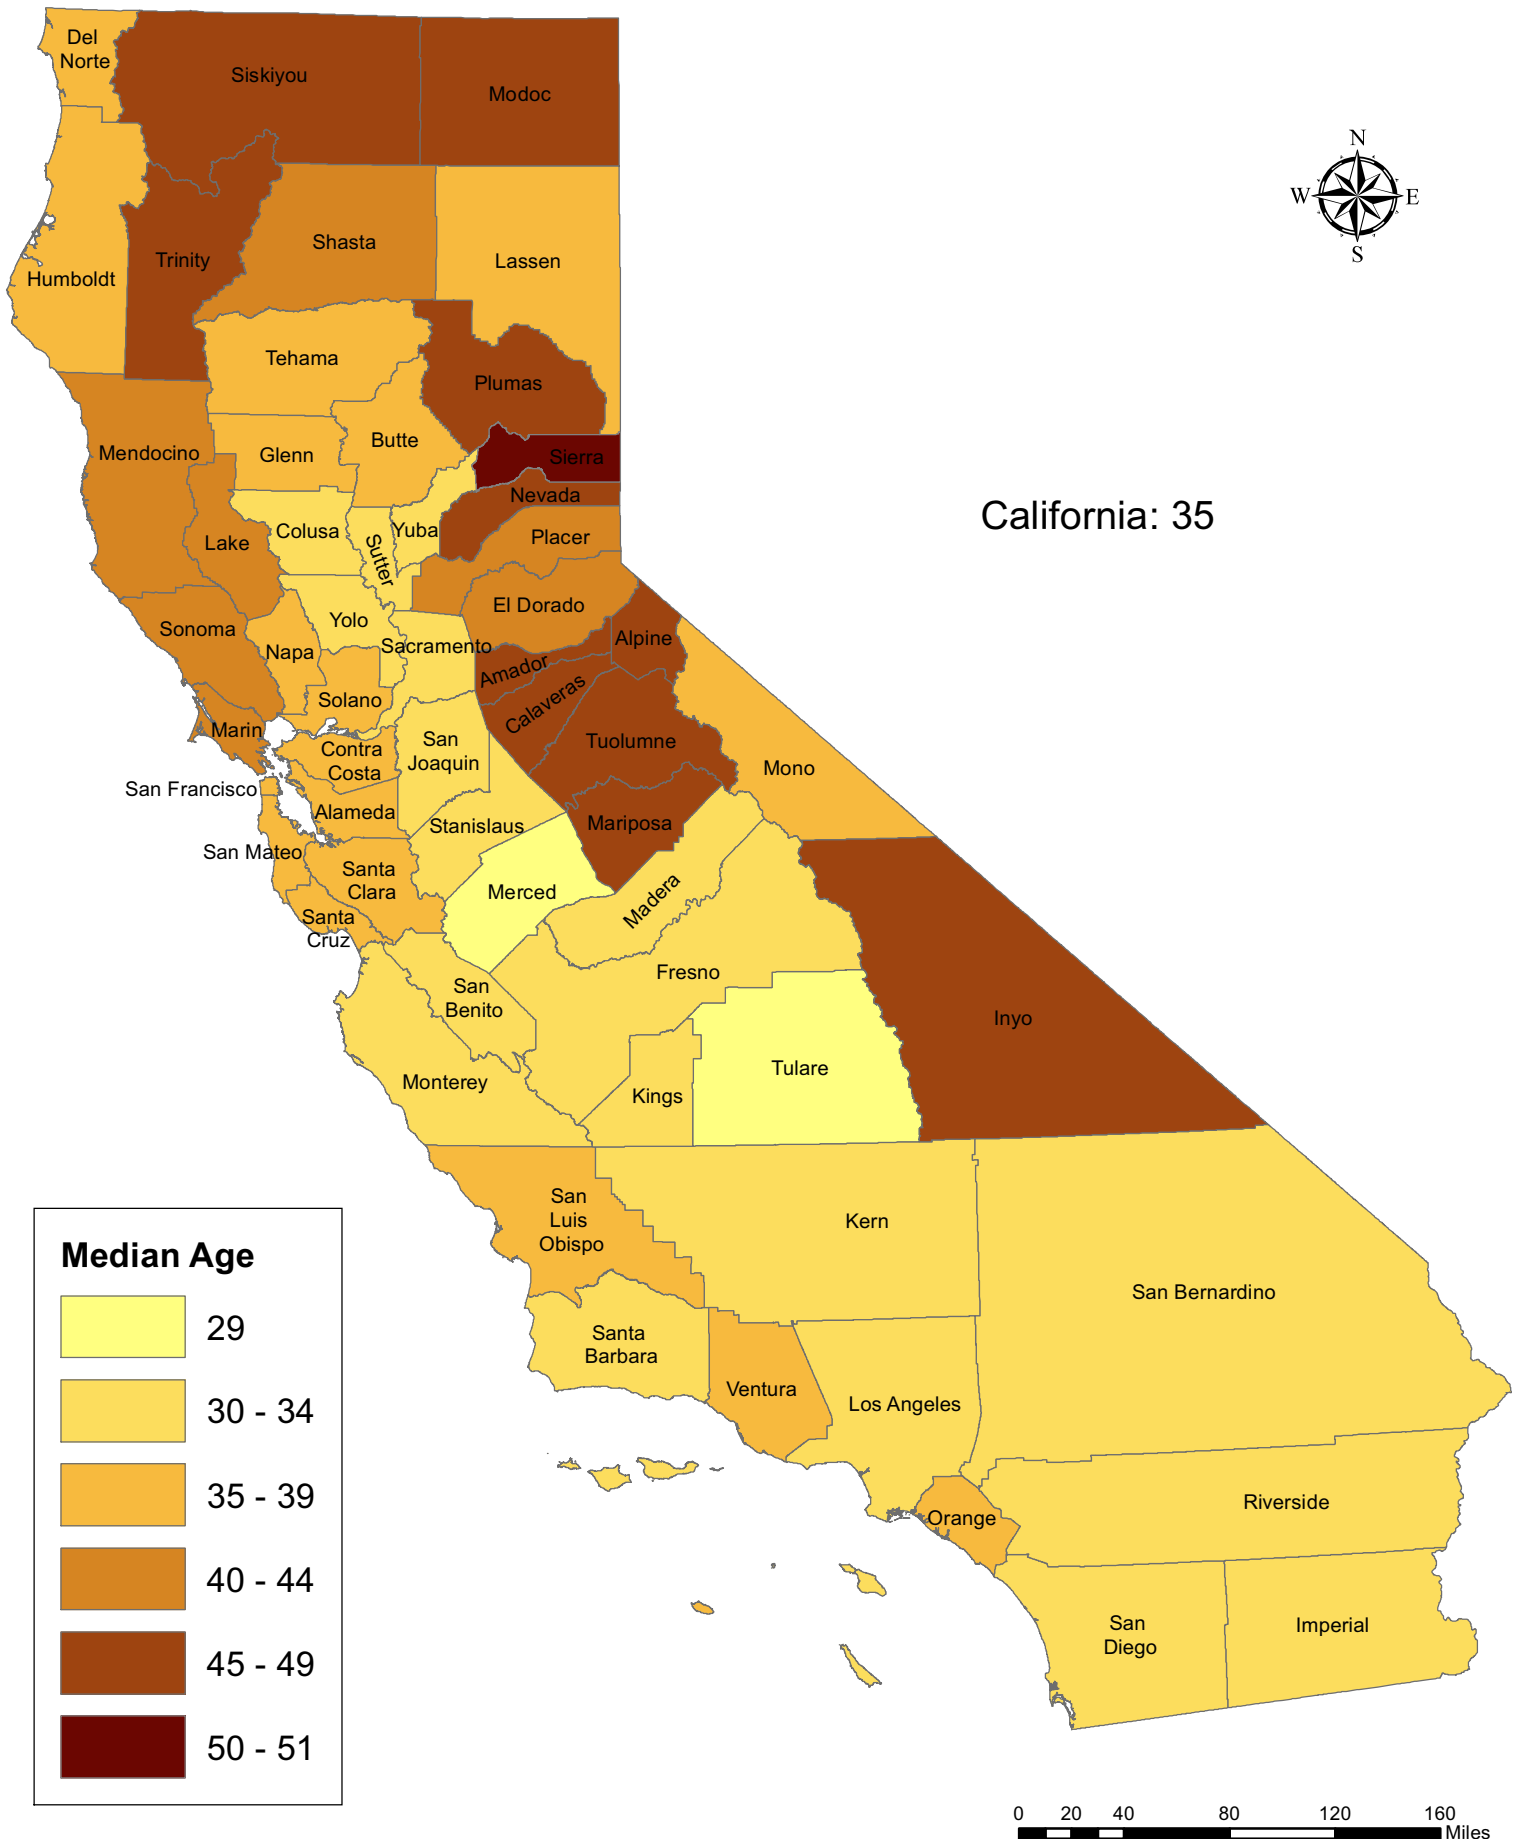 Del
Norte
Siskiyou
Modoc
N
W
E
S
Shasta
Trinity
Lassen
Humboldt
Tehama
Plumas
Butte
Mendocino
Glenn
Sierra
Nevada
California: 35
Colusa
Yuba
Placer
Lake
Sutter
El Dorado
Yolo
Sonoma
Alpine
Sacramento
Napa
Amador
Solano
Calaveras
Marin
San
Joaquin
Tuolumne
Contra
Costa
Mono
San Francisco
Alameda
Stanislaus
Mariposa
San Mateo
Santa
Clara
Merced
Madera
Santa
Cruz
Fresno
San
Benito
Inyo
Tulare
Monterey
Kings
San
Luis
Obispo
Kern
San Bernardino
Santa
Barbara
Ventura
Los Angeles
Riverside
Orange
San
Diego
Imperial
Median Age
29
30 - 34
35 - 39
40 - 44
45 - 49
50 - 51
0 20 40 80 120 160
Miles